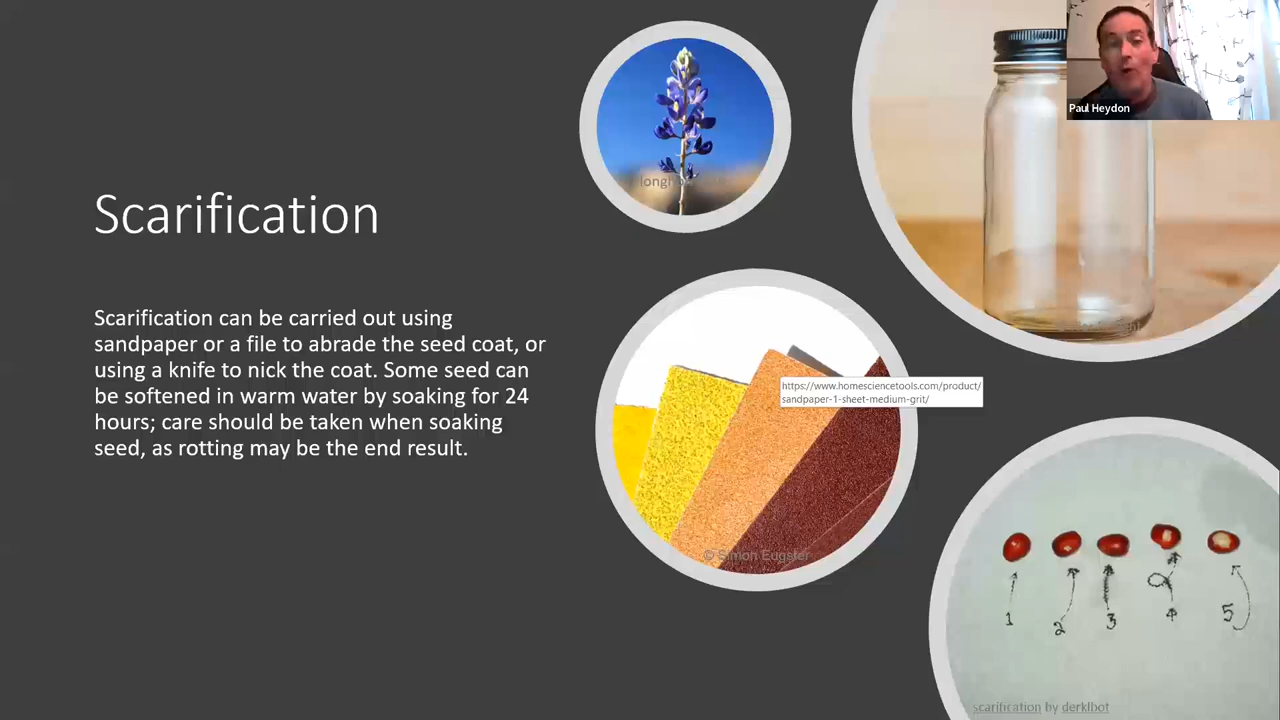 Scarification
Scarification can be carried out using
sandpaper or a file to abrade the seed coat, or
using a knife to nick the coat. Some seed can
be softened in warm water by soaking for 24
hours; care should be taken when soaking
seed, as rotting may be the end result.
Paul Heydon
https://www.homesciencetools.com/product/
sandpaper-1-sheet-medium-grit/
© Simon Eugster
1
2
3
4
5
scarification by derklbot